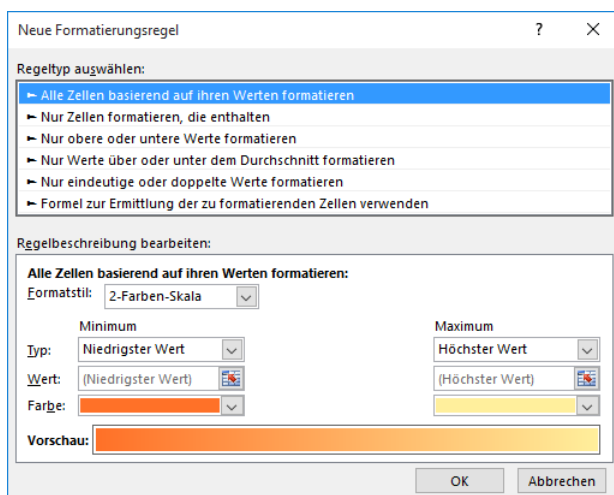 Neue Formatierungsregel ?
Regeltyp auswählen:
► Alle Zellen basierend auf ihren Werten formatieren
► Nur Zellen formatieren, die enthalten
► Nur obere oder untere Werte formatieren
► Nur Werte über oder unter dem Durchschnitt formatieren
► Nur eindeutige oder doppelte Werte formatieren
► Formel zur Ermittlung der zu formatierenden Zellen verwenden
Regelbeschreibung bearbeiten:
Alle Zellen basierend auf ihren Werten formatieren:
Formatstil: 2-Farben-Skala
Minimum Maximum
Typ: Niedrigster Wert Höchster Wert
Wert: (Niedrigster Wert) (Höchster Wert)
Farbe:
Vorschau:
OK Abbrechen